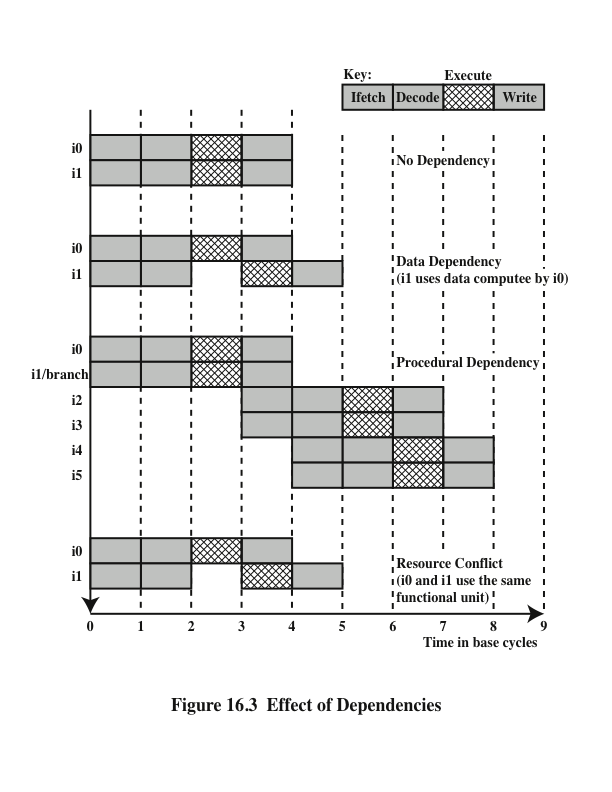 Key: Execute
Ifetch Decode Write
i0
i1
No Dependency
i0
i1
Data Dependency
(i1 uses data computee by i0)
i0
i1/branch
i2
i3
i4
i5
Procedural Dependency
i0
i1
Resource Conflict
(i0 and i1 use the same
functional unit)
0 1 2 3 4 5 6 7 8 9
Time in base cycles
Figure 16.3 Effect of Dependencies